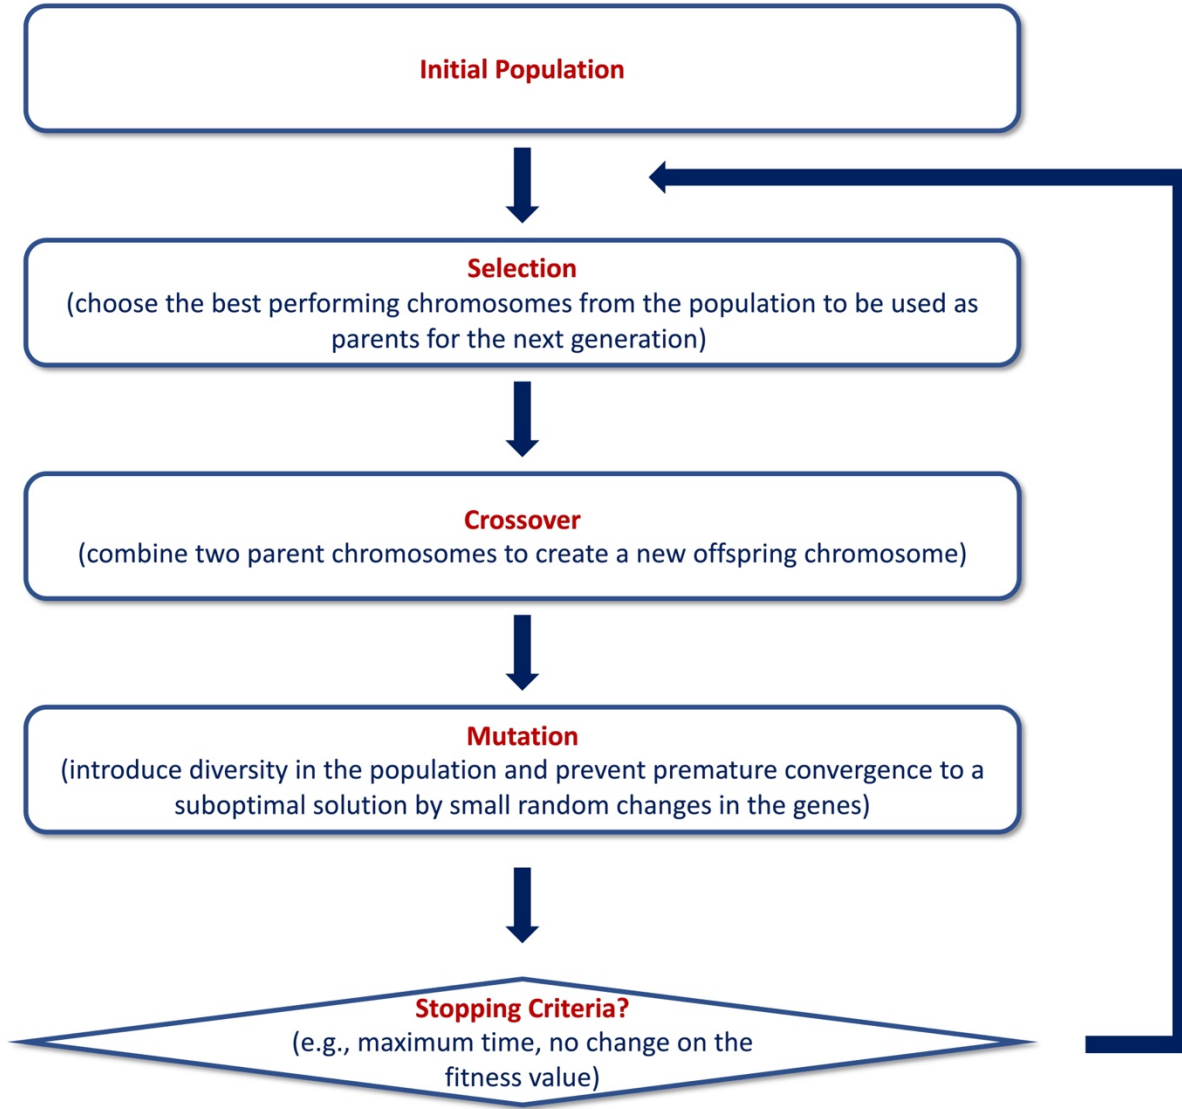 Initial Population
Selection
(choose the best performing chromosomes from the population to be used as
parents for the next generation)
Crossover
(combine two parent chromosomes to create a new offspring chromosome)
Mutation
(introduce diversity in the population and prevent premature convergence to a
suboptimal solution by small random changes in the genes)
Stopping Criteria?
(e.g., maximum time, no change on the
fitness value)